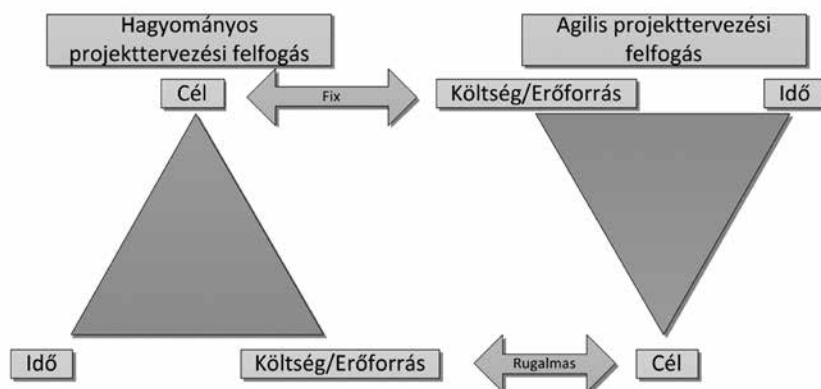 Hagyományos
projekttervezési felfogás
Agilis projekttervezési
felfogás
Cél
Fix
Költség/Erőforrás
Idő
Idő
Költség/Erőforrás
Rugalmas
Cél